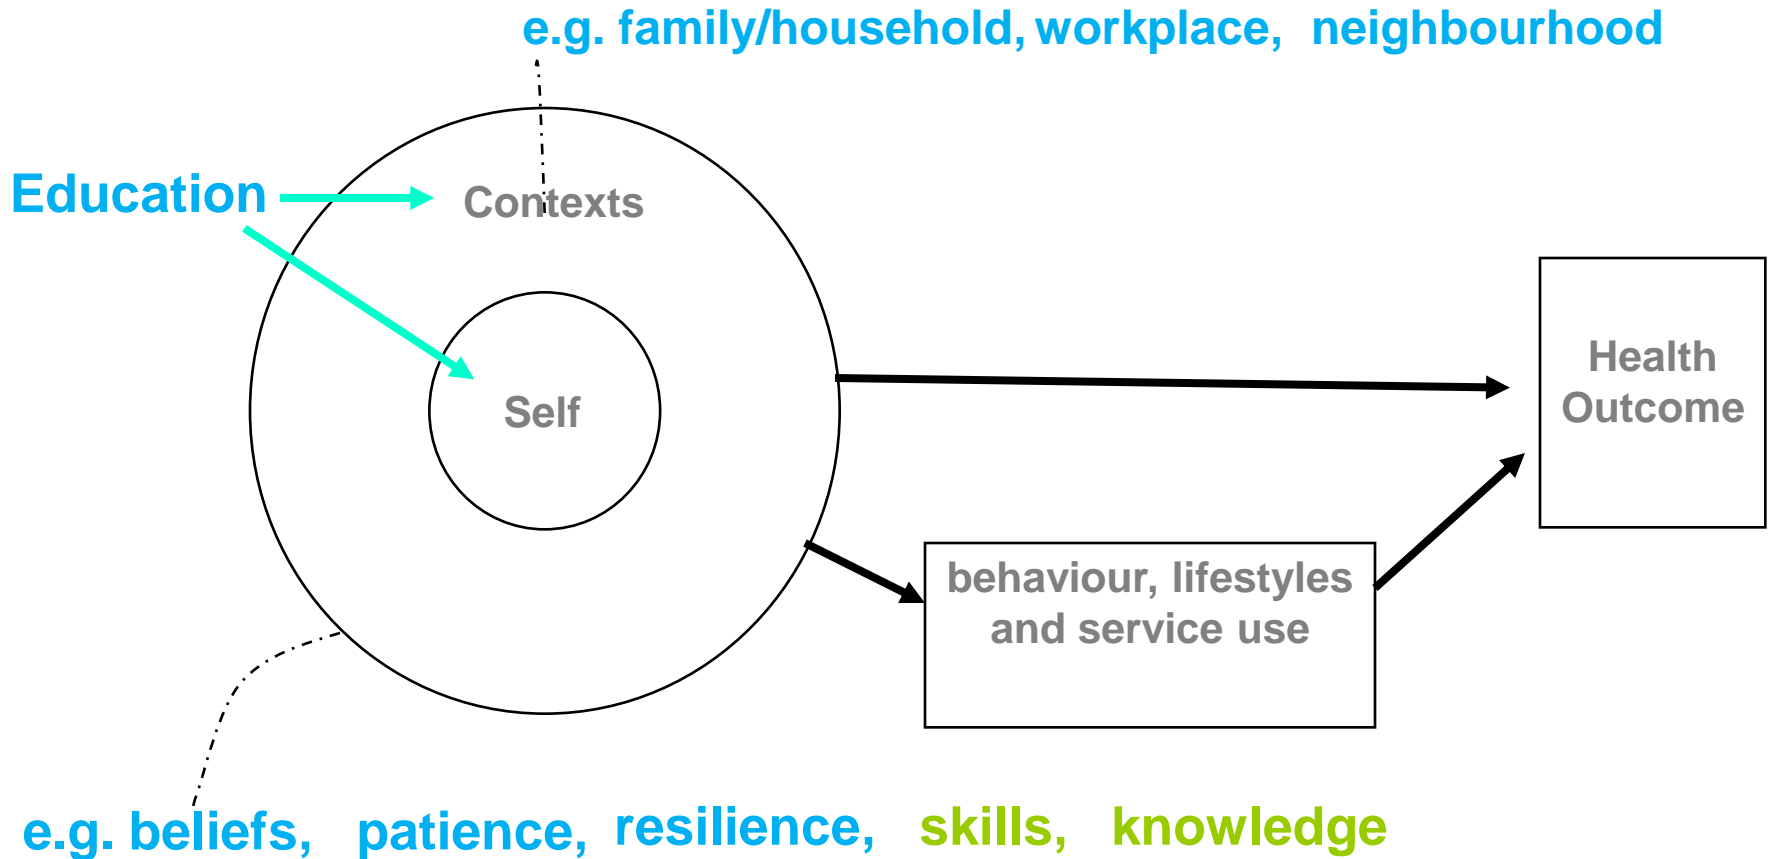 e.g. family/household, workplace, neighbourhood
Education
Contexts
Self
Health
Outcome
behaviour, lifestyles
and service use
e.g. beliefs, patience, resilience, skills, knowledge